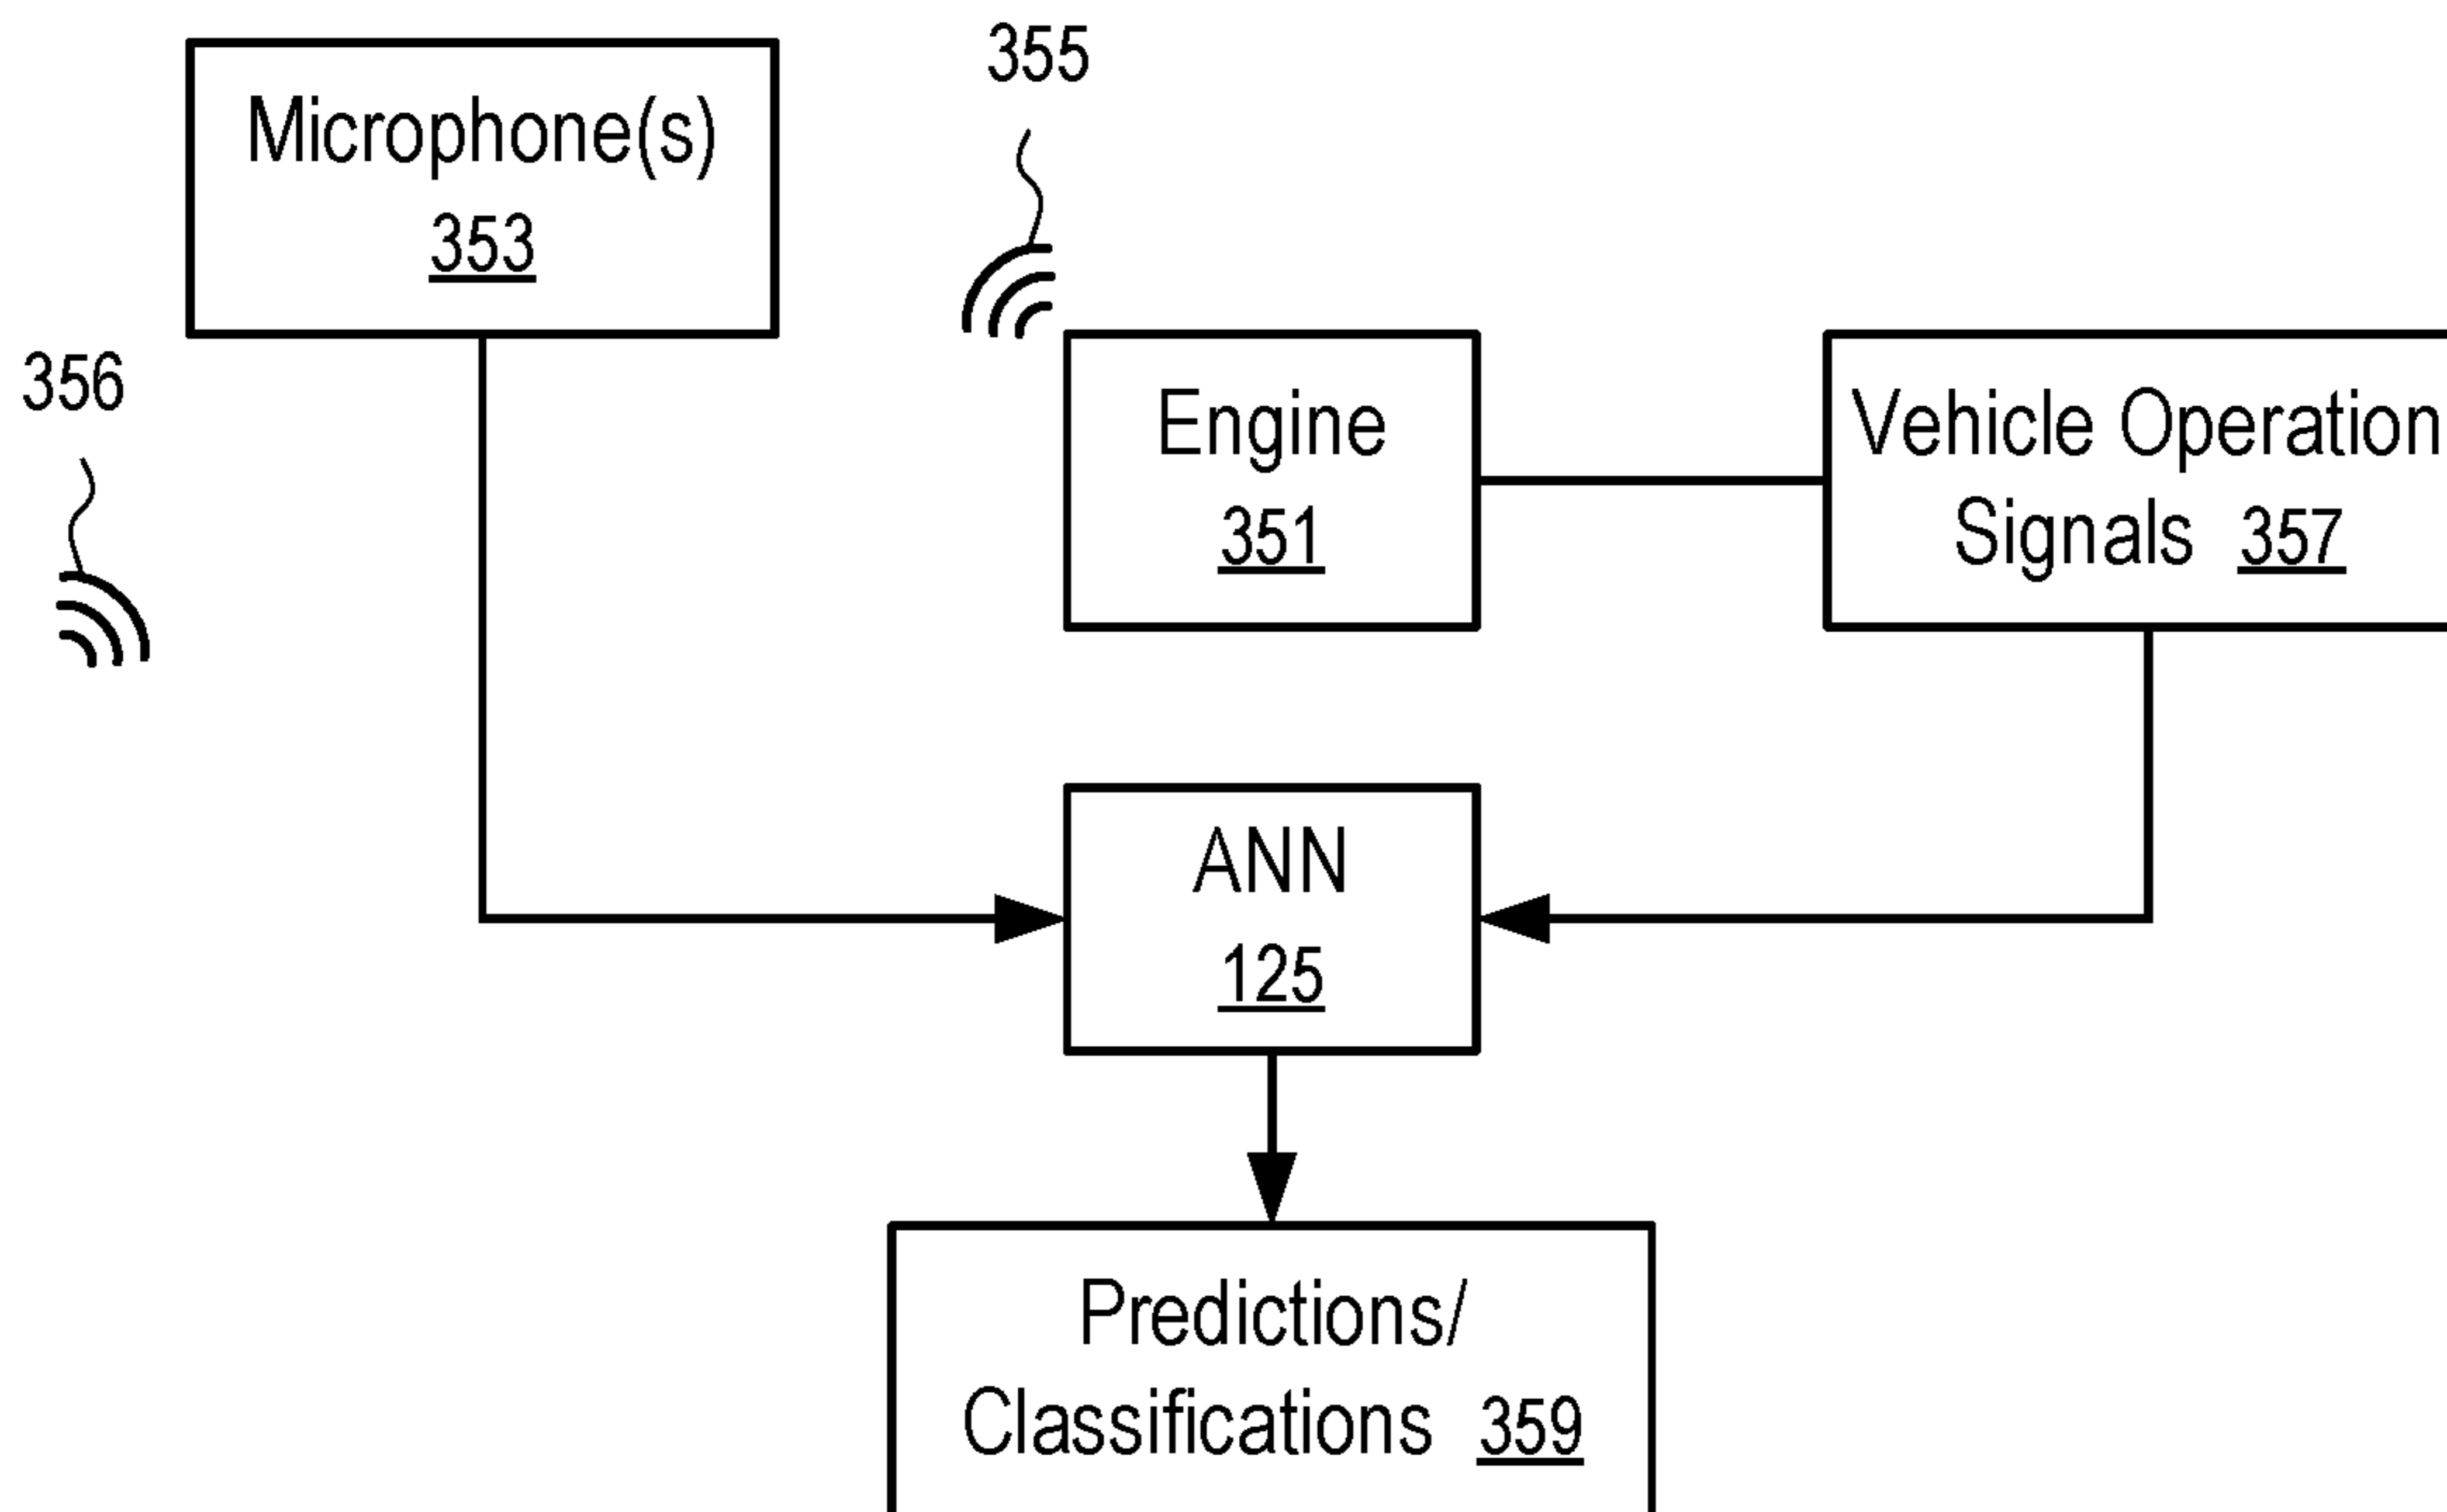 355
Microphone(s)
353
356
Engine
351
Vehicle Operation
Signals 357
ANN
125
Predictions/
Classifications 359